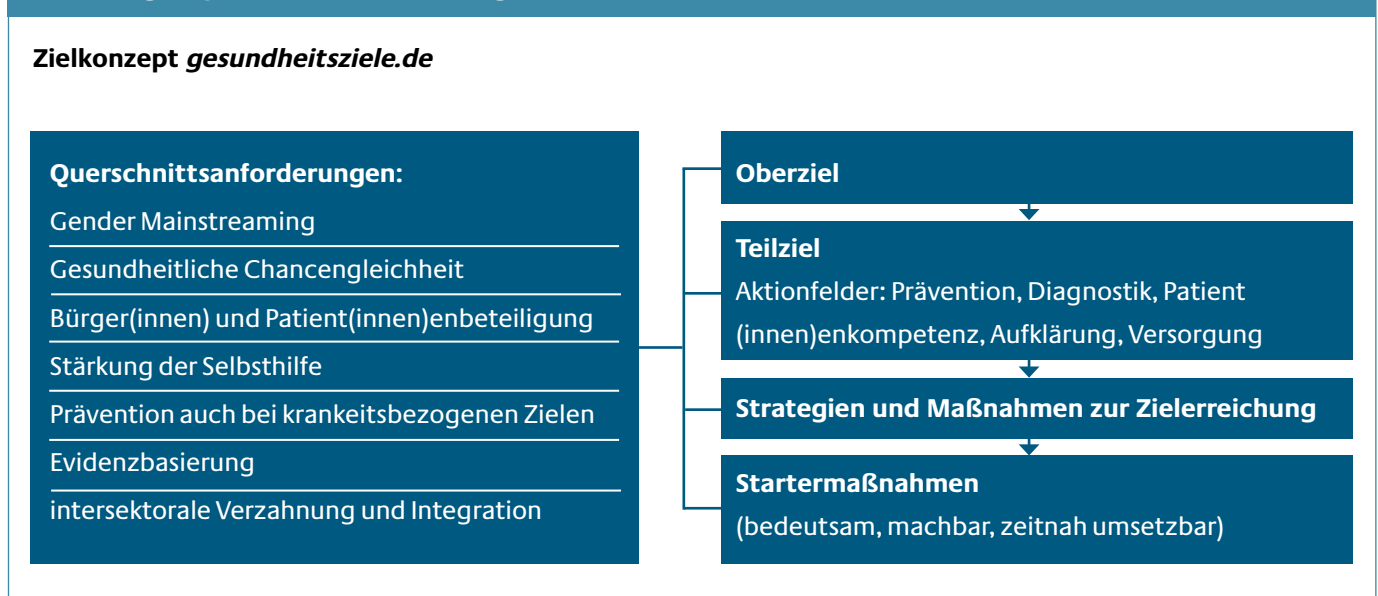 Zielkonzept gesundheitsziele.de
Querschnittsanforderungen:
Gender Mainstreaming
Gesundheitliche Chancengleichheit
Bürger(innen) und Patient(innen)enbeteiligung
Stärkung der Selbsthilfe
Prävention auch bei krankeitsbezogenen Zielen
Evidenzbasierung
intersektorale Verzahnung und Integration
Oberziel
Teilziel
Aktionfelder: Prävention, Diagnostik, Patient
(innen)enkompetenz, Aufklärung, Versorgung
Strategien und Maßnahmen zur Zielerreichung
Startermaßnahmen
(bedeutsam, machbar, zeitnah umsetzbar)